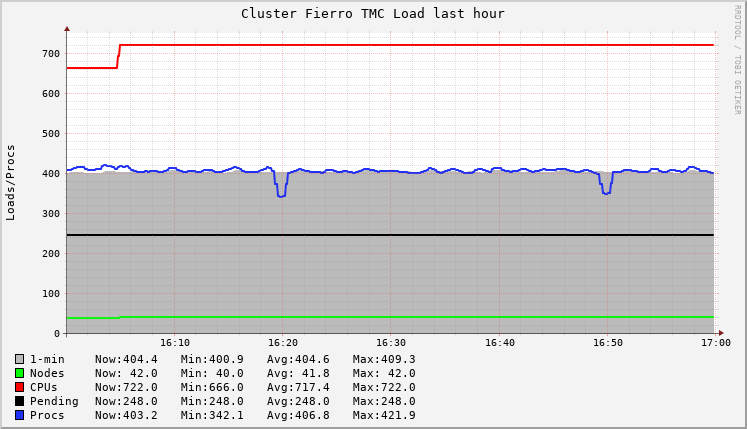 Cluster Fierro TMC Load last hour
RRDTOOL / TOBI OETIKER
Loads/Procs
700
600
500
400
300
200
100
0
16:10 16:20 16:30 16:40 16:50 17:00
1-min Now:404.4 Min:400.9 Avg:404.6 Max:409.3
Nodes Now: 42.0 Min: 40.0 Avg: 41.8 Max: 42.0
CPUs Now:722.0 Min:666.0 Avg:717.4 Max:722.0
Pending Now:248.0 Min:248.0 Avg:248.0 Max:248.0
Procs Now:403.2 Min:342.1 Avg:406.8 Max:421.9